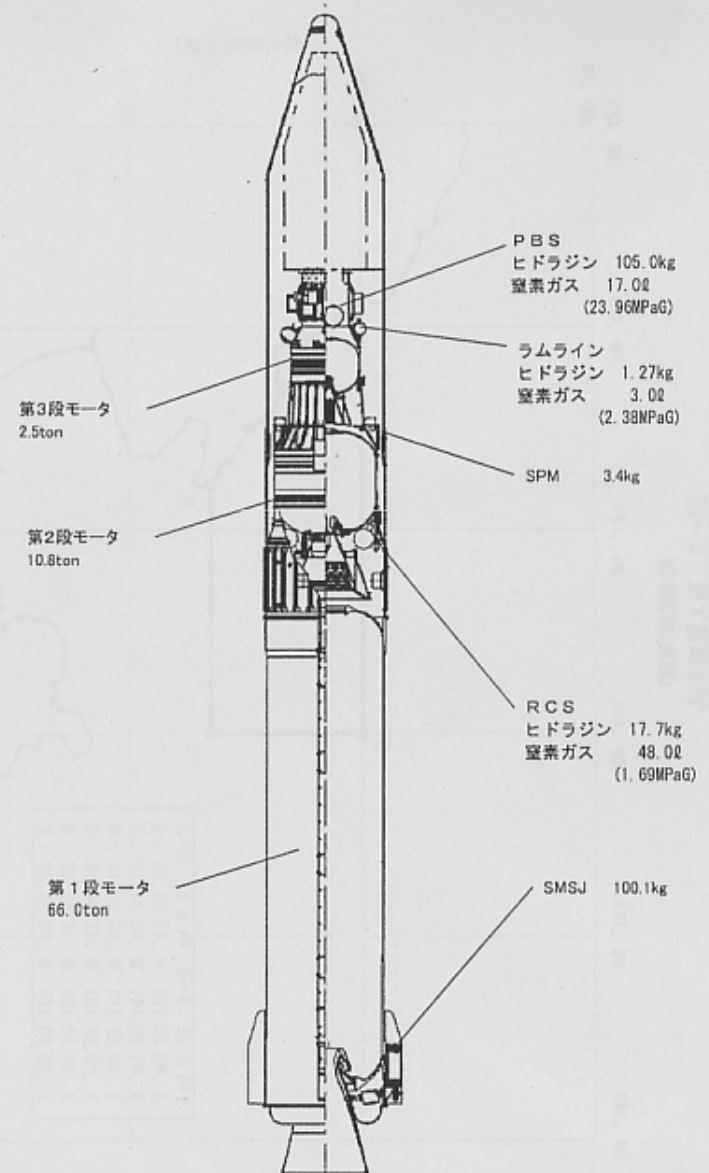 PBS
ヒドラジン 105.0kg
窒素ガス 17.0ℓ
(23.96MPaG)
ラムライン
ヒドラジン 1.27kg
窒素ガス 3.0ℓ
(2.38MPaG)
第3段モータ
2.5ton
SPM 3.4kg
第2段モータ
10.8ton
RCS
ヒドラジン 17.7kg
窒素ガス 48.0ℓ
(1.69MPaG)
第1段モータ
66.0ton
SMSJ 100.1kg